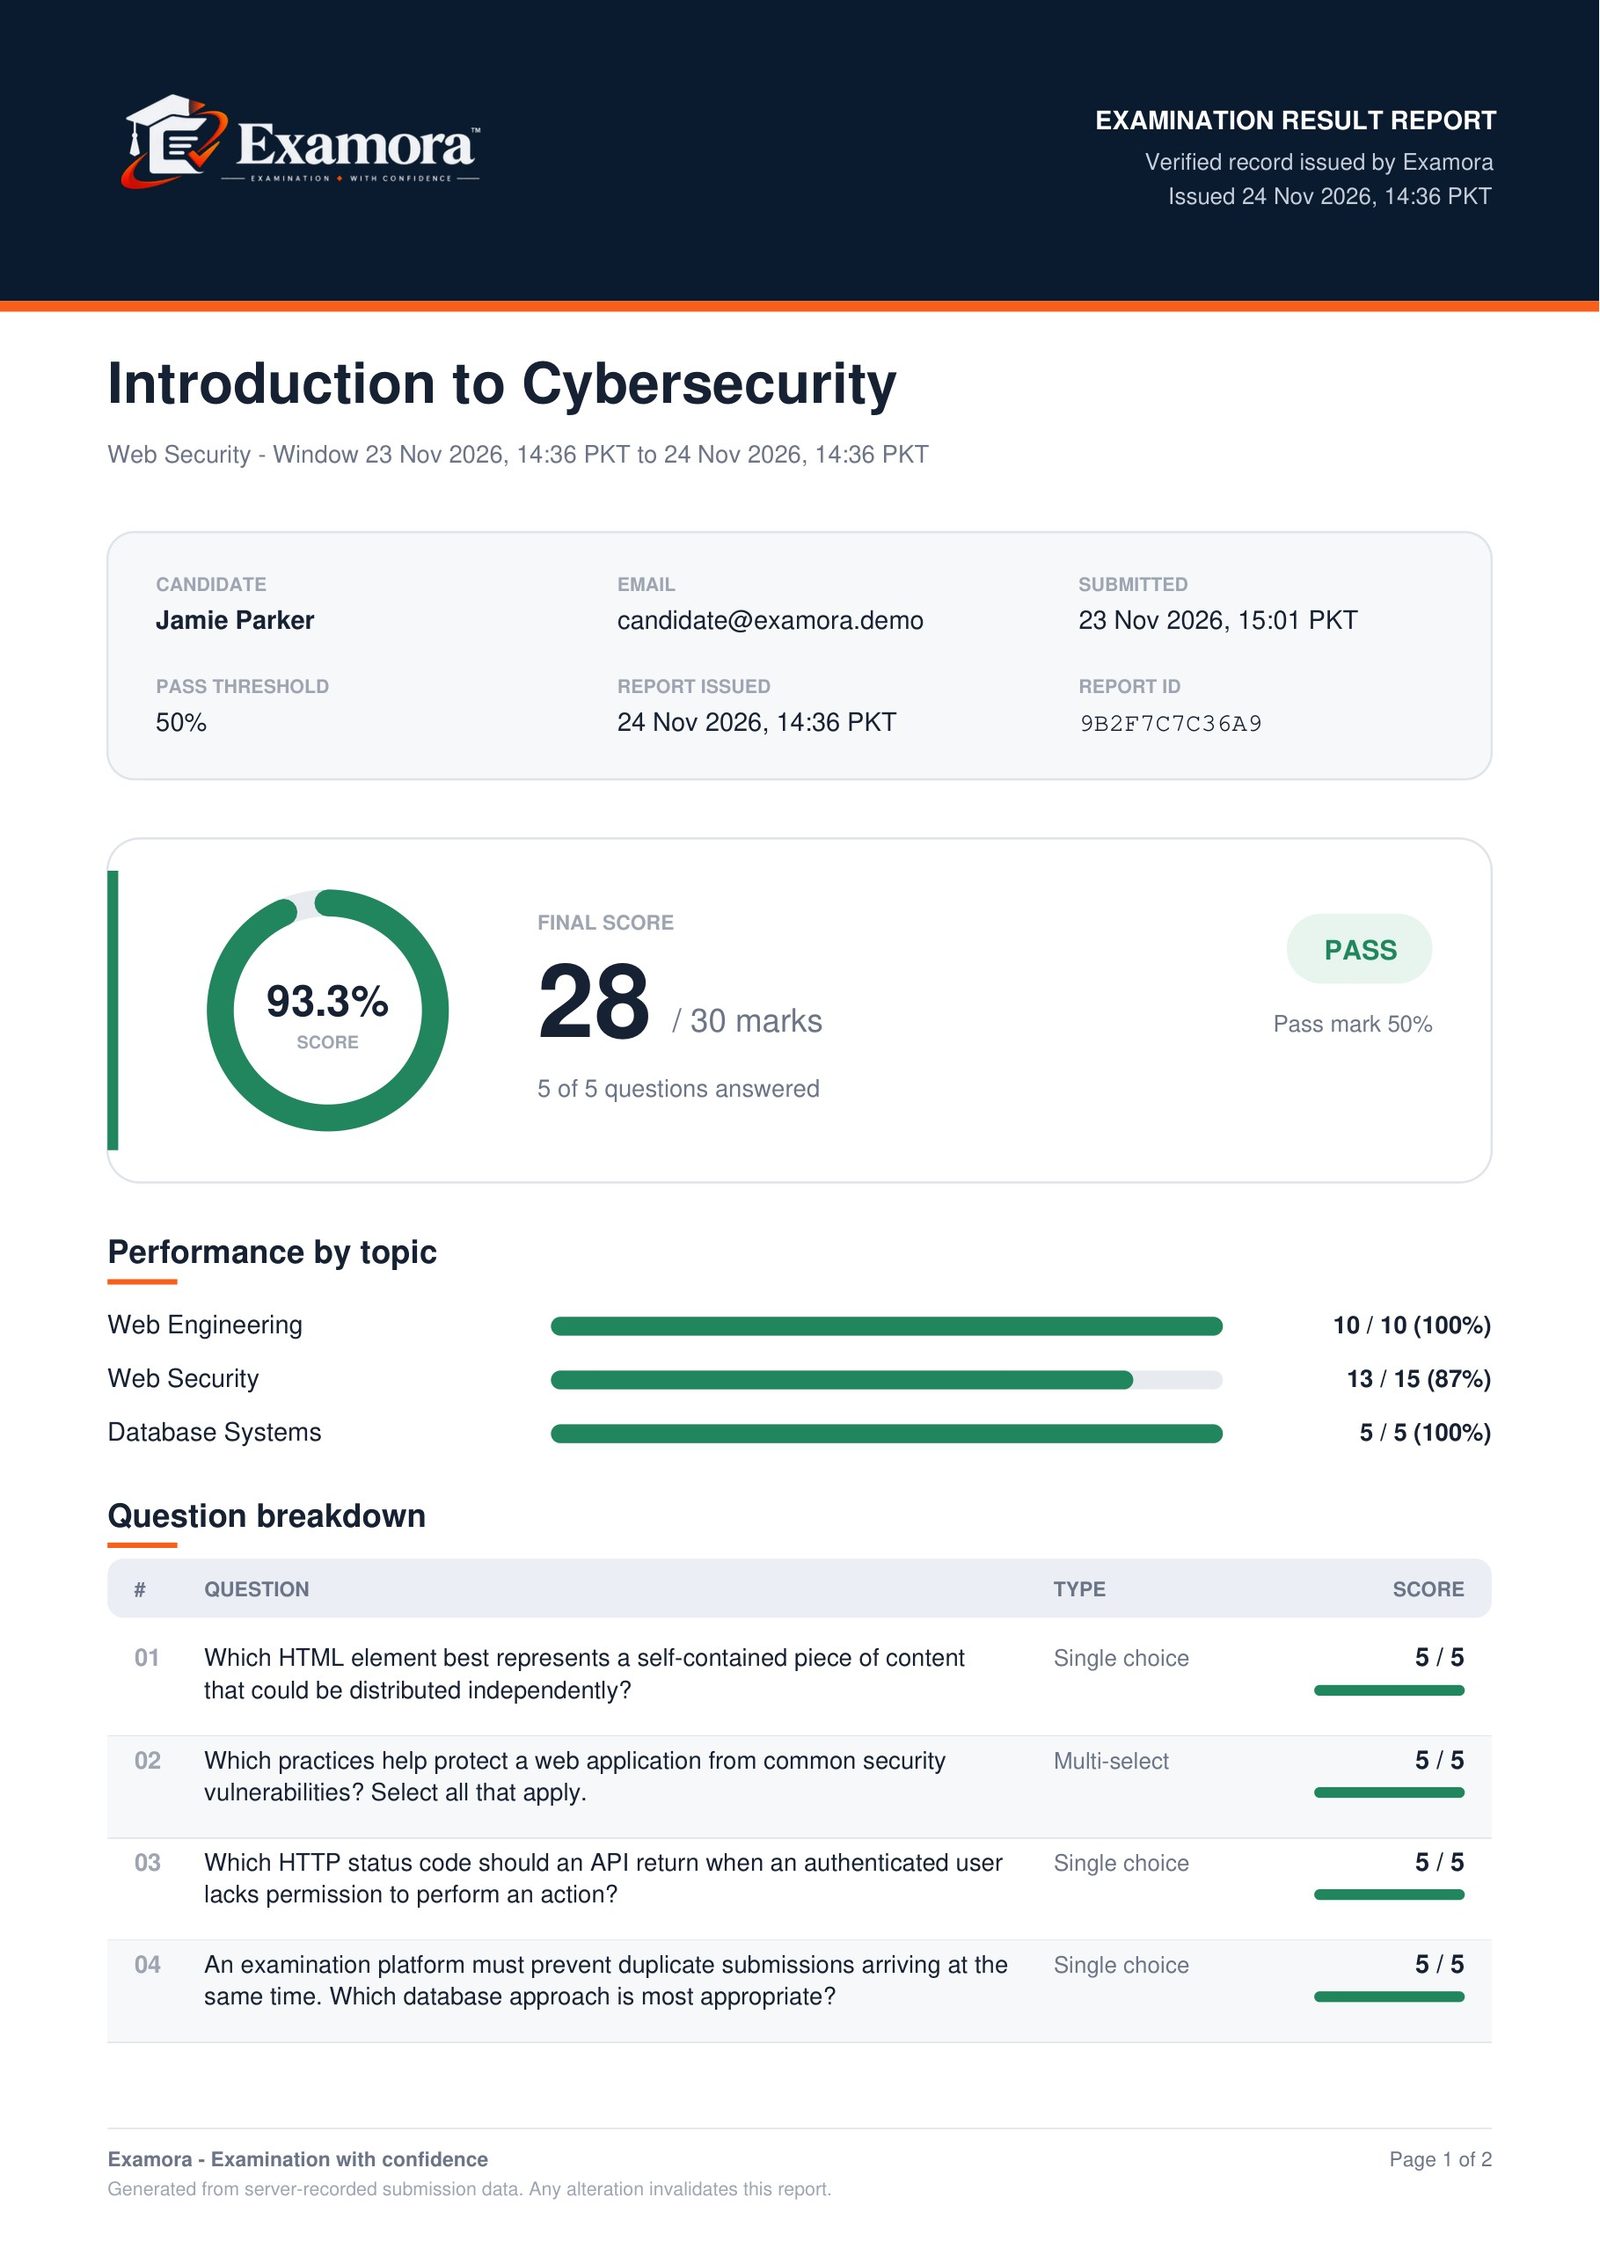 Examora™
EXAMINATION ◆ WITH CONFIDENCE
EXAMINATION RESULT REPORT
Verified record issued by Examora
Issued 24 Nov 2026, 14:36 PKT
Introduction to Cybersecurity
Web Security - Window 23 Nov 2026, 14:36 PKT to 24 Nov 2026, 14:36 PKT
CANDIDATE EMAIL SUBMITTED
Jamie Parker candidate@examora.demo 23 Nov 2026, 15:01 PKT
PASS THRESHOLD REPORT ISSUED REPORT ID
50% 24 Nov 2026, 14:36 PKT 9B2F7C7C36A9
93.3%
SCORE
FINAL SCORE
28 / 30 marks
5 of 5 questions answered
PASS
Pass mark 50%
Performance by topic
Web Engineering 10 / 10 (100%)
Web Security 13 / 15 (87%)
Database Systems 5 / 5 (100%)
Question breakdown
# QUESTION TYPE SCORE
01 Which HTML element best represents a self-contained piece of content Single choice 5 / 5
that could be distributed independently?
02 Which practices help protect a web application from common security Multi-select 5 / 5
vulnerabilities? Select all that apply.
03 Which HTTP status code should an API return when an authenticated user Single choice 5 / 5
lacks permission to perform an action?
04 An examination platform must prevent duplicate submissions arriving at the Single choice 5 / 5
same time. Which database approach is most appropriate?
Examora - Examination with confidence Page 1 of 2
Generated from server-recorded submission data. Any alteration invalidates this report.